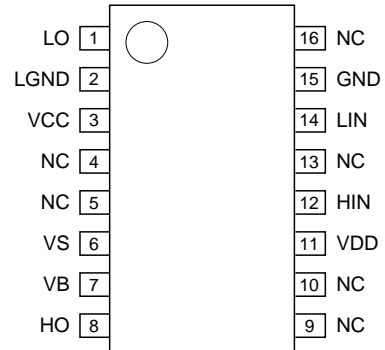 LO 1 16 NC
LGND 2 15 GND
VCC 3 14 LIN
NC 4 13 NC
NC 5 12 HIN
VS 6 11 VDD
VB 7 10 NC
HO 8 9 NC